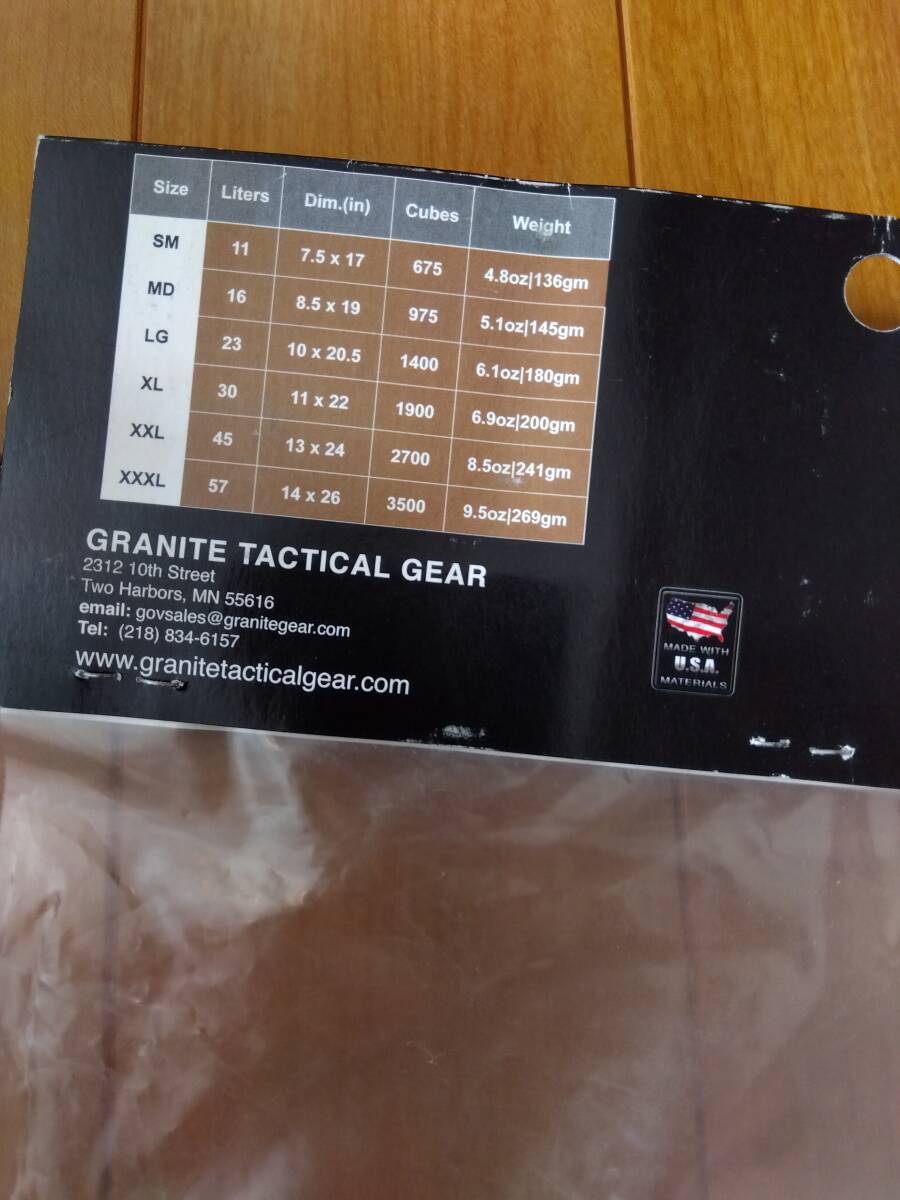 Size Liters Dim.(in) Cubes Weight
SM 11 7.5 x 17 675 4.8oz|136gm
MD 16 8.5 x 19 975 5.1oz|145gm
LG 23 10 x 20.5 1400 6.1oz|180gm
XL 30 11 x 22 1900 6.9oz|200gm
XXL 45 13 x 24 2700 8.5oz|241gm
XXXL 57 14 x 26 3500 9.5oz|269gm
GRANITE TACTICAL GEAR
2312 10th Street
Two Harbors, MN 55616
email: govsales@granitegear.com
Tel: (218) 834-6157
www.granitetacticalgear.com
MADE WITH
U.S.A.
MATERIALS